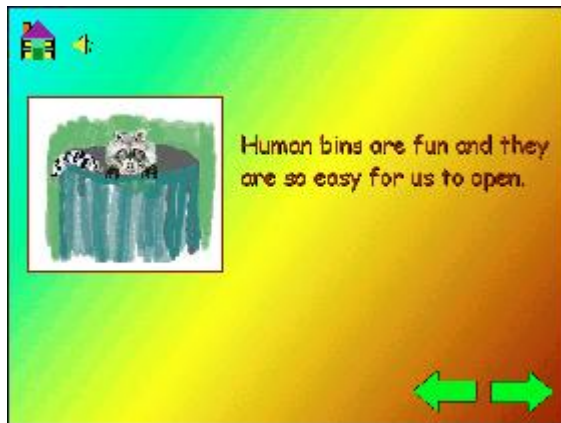 Human bins are fun and they
are so easy for us to open.